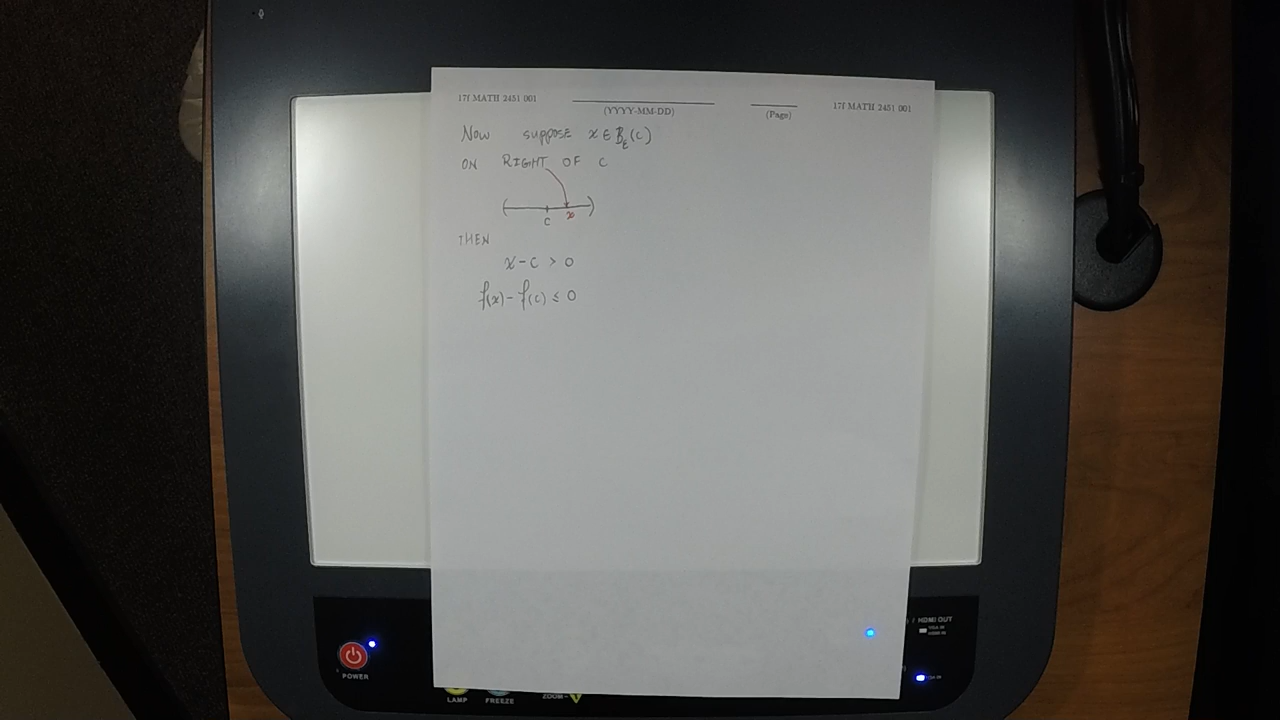 17f MATH 2451 001
(YYYY-MM-DD)
(Page)
17f MATH 2451 001
NOW SUPPOSE x ∈ B_ε(c)
ON RIGHT OF C
( )
c x
THEN
x - c > 0
f(x) - f(c) ≤ 0
HDMI OUT
POWER
LAMP
FREEZE
ZOOM